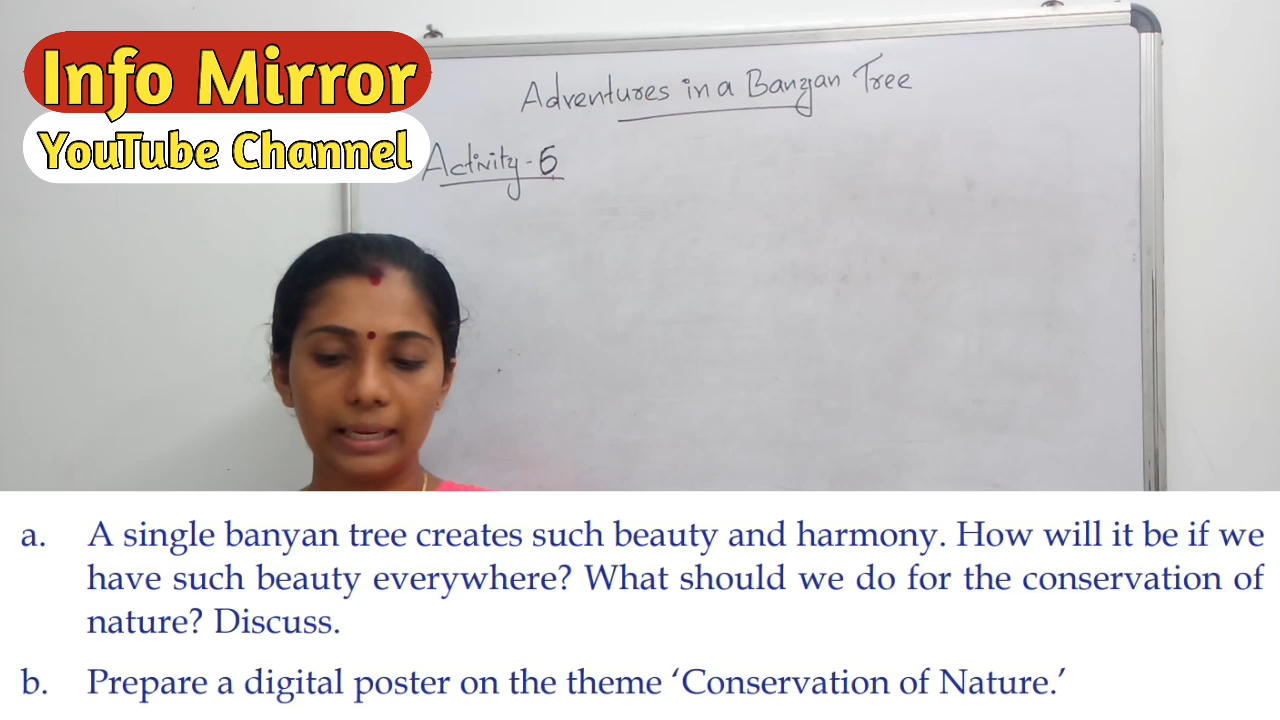 Info Mirror
YouTube Channel
Adventures in a Banyan Tree
Activity - 6
a. A single banyan tree creates such beauty and harmony. How will it be if we
have such beauty everywhere? What should we do for the conservation of
nature? Discuss.
b. Prepare a digital poster on the theme ‘Conservation of Nature.’